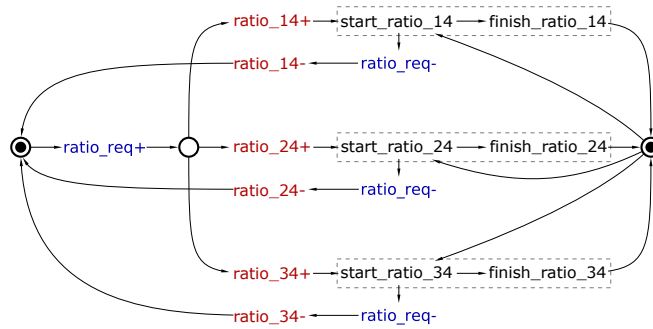 ratio_14+ start_ratio_14 finish_ratio_14
ratio_14- ratio_req-
ratio_req+ ratio_24+ start_ratio_24 finish_ratio_24
ratio_24- ratio_req-
ratio_34+ start_ratio_34 finish_ratio_34
ratio_34- ratio_req-